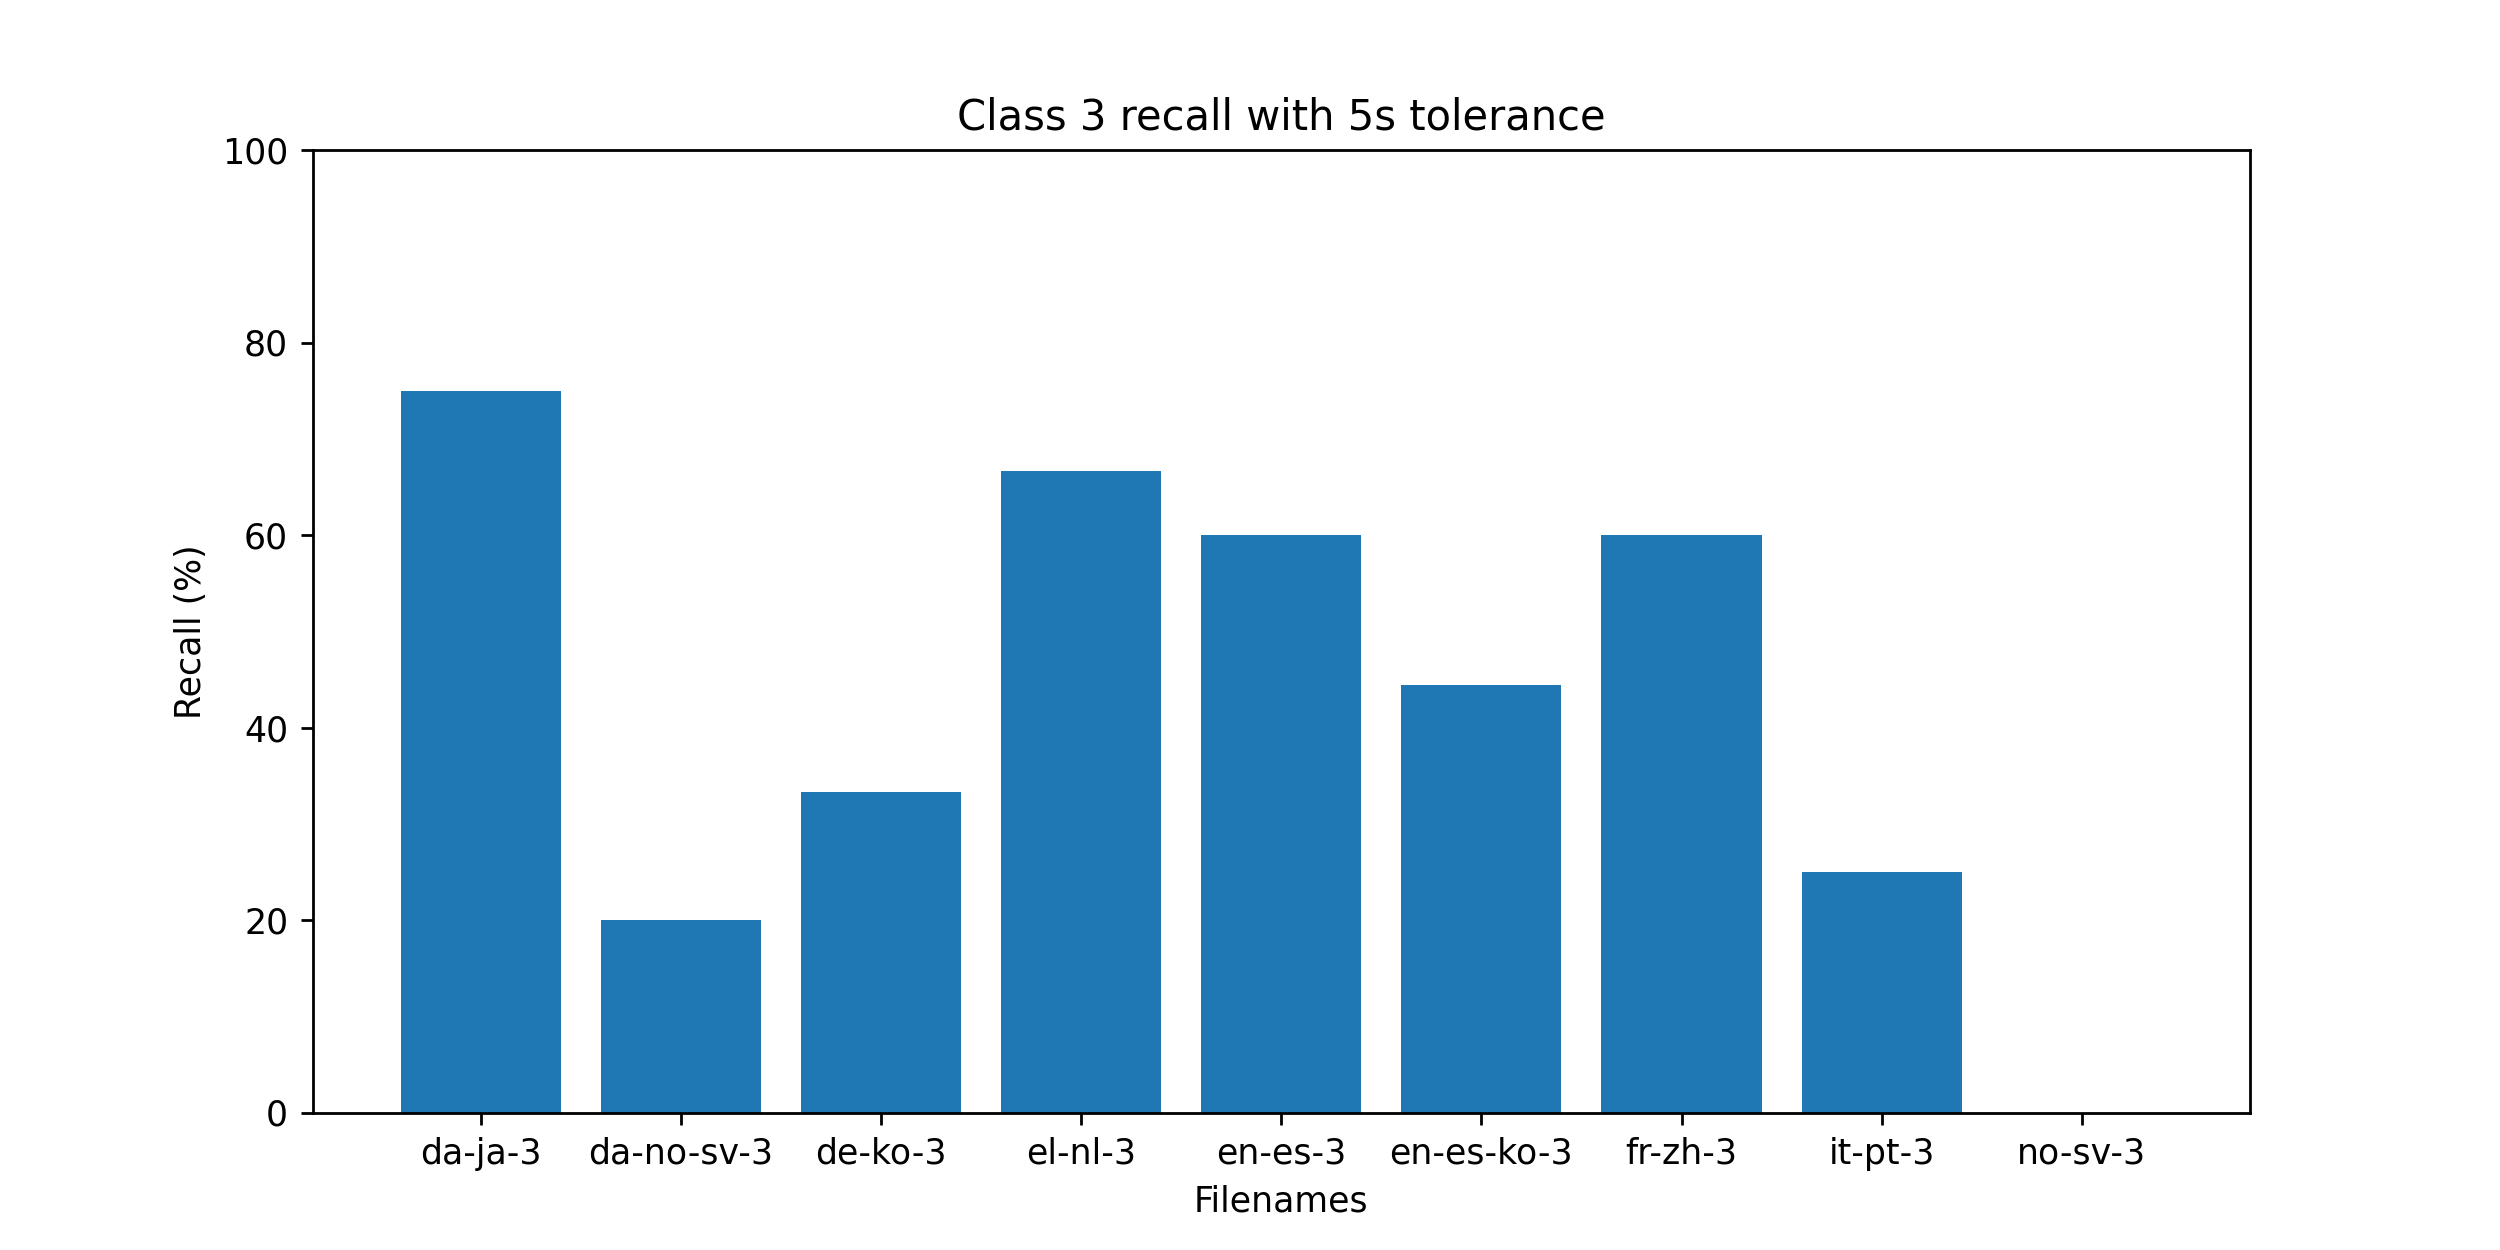 Class 3 recall with 5s tolerance
100
80
60
40
20
0
Recall (%)
da-ja-3 da-no-sv-3 de-ko-3 el-nl-3 en-es-3 en-es-ko-3 fr-zh-3 it-pt-3 no-sv-3
Filenames